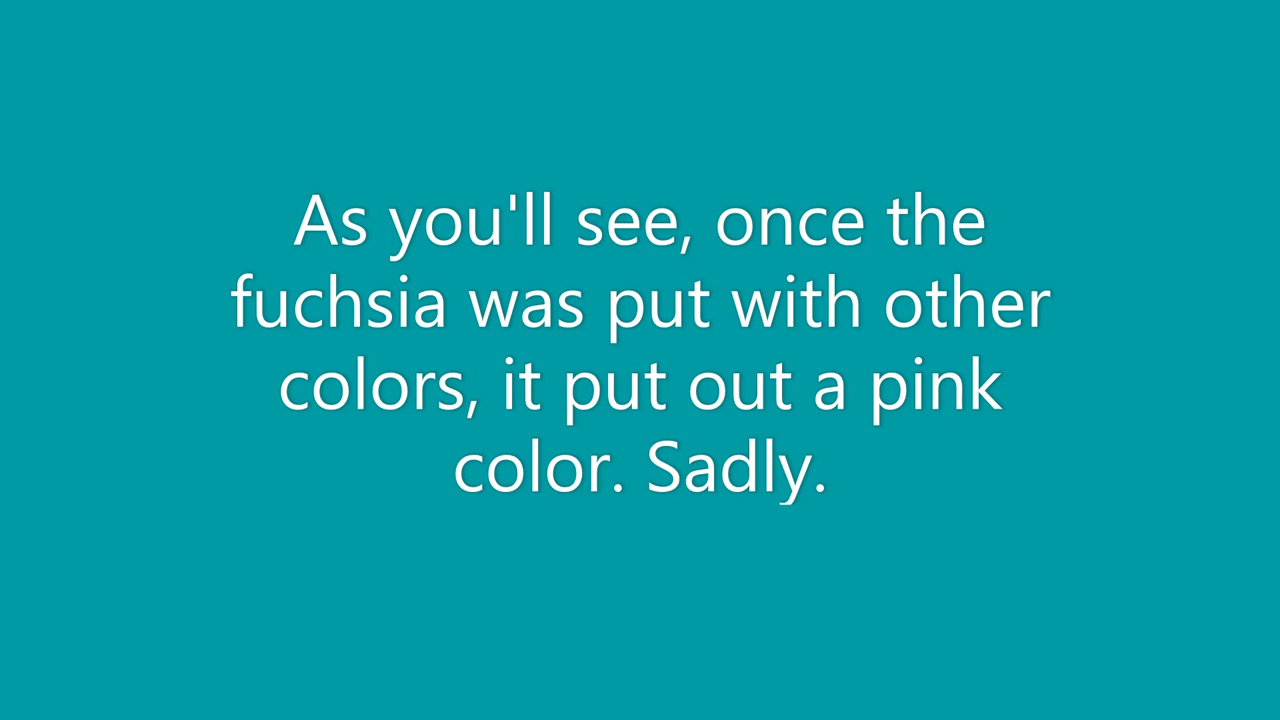 As you'll see, once the
fuchsia was put with other
colors, it put out a pink
color. Sadly.